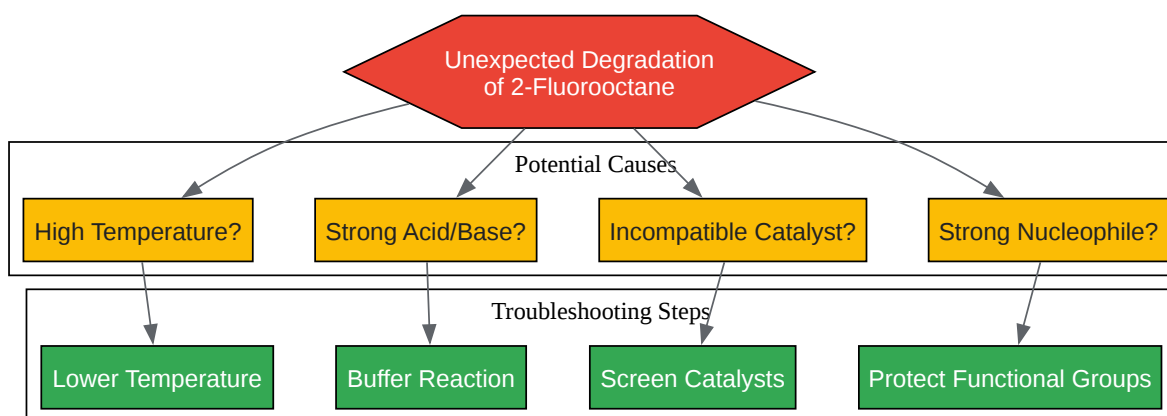 Unexpected Degradation
of 2-Fluorooctane
Potential Causes
High Temperature?
Strong Acid/Base?
Incompatible Catalyst?
Strong Nucleophile?
Troubleshooting Steps
Lower Temperature
Buffer Reaction
Screen Catalysts
Protect Functional Groups